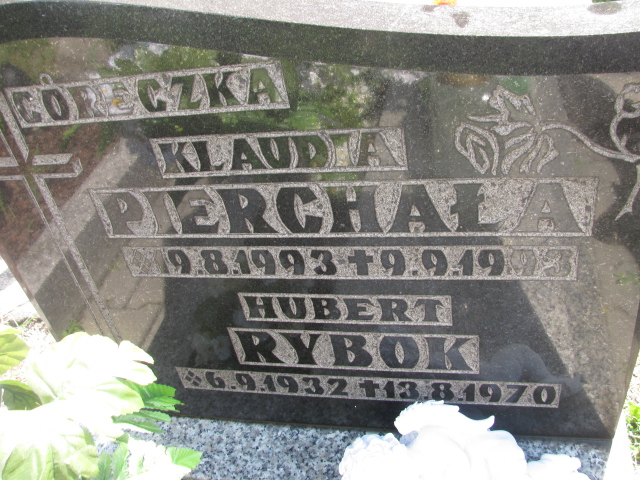 CÓRECZKA
KLAUDIA
PIERCHAŁA
* 9.8.1993 † 9.9.1993
HUBERT
RYBOK
* 6.9.1932 † 13.8.1970